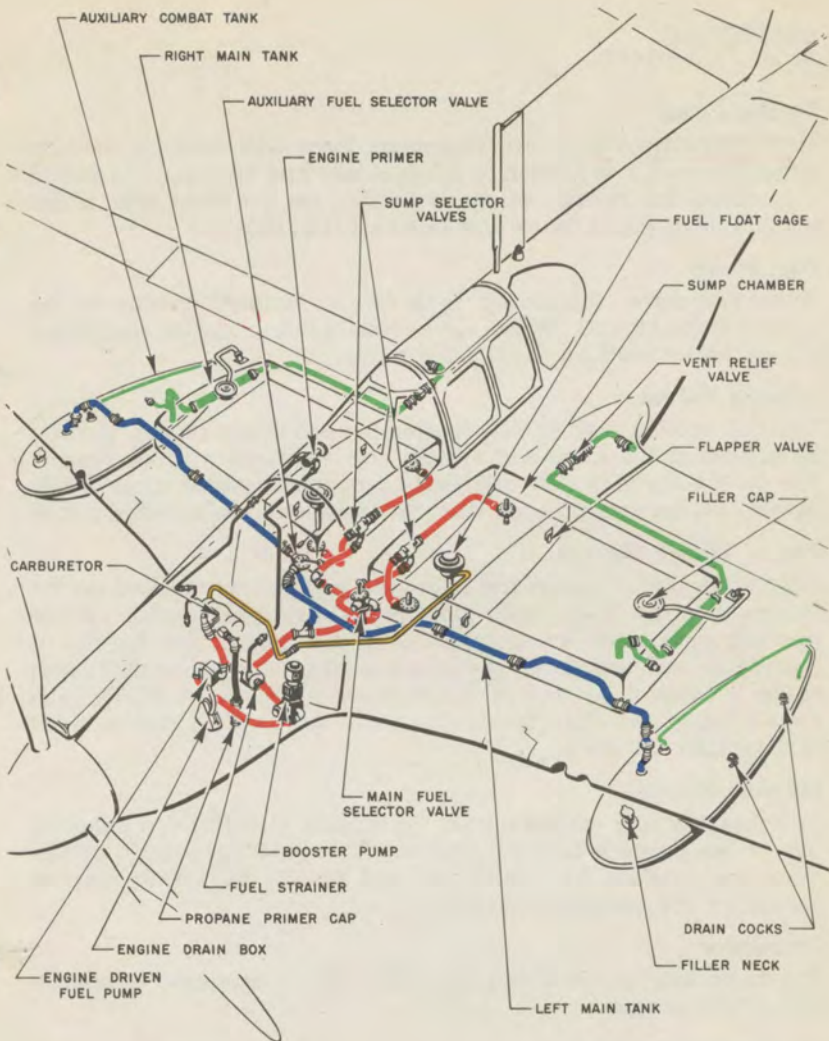 AUXILIARY COMBAT TANK
RIGHT MAIN TANK
AUXILIARY FUEL SELECTOR VALVE
ENGINE PRIMER
SUMP SELECTOR
VALVES
FUEL FLOAT GAGE
SUMP CHAMBER
VENT RELIEF
VALVE
FLAPPER VALVE
FILLER CAP
CARBURETOR
MAIN FUEL
SELECTOR VALVE
BOOSTER PUMP
FUEL STRAINER
PROPANE PRIMER CAP
ENGINE DRAIN BOX
ENGINE DRIVEN
FUEL PUMP
DRAIN COCKS
FILLER NECK
LEFT MAIN TANK